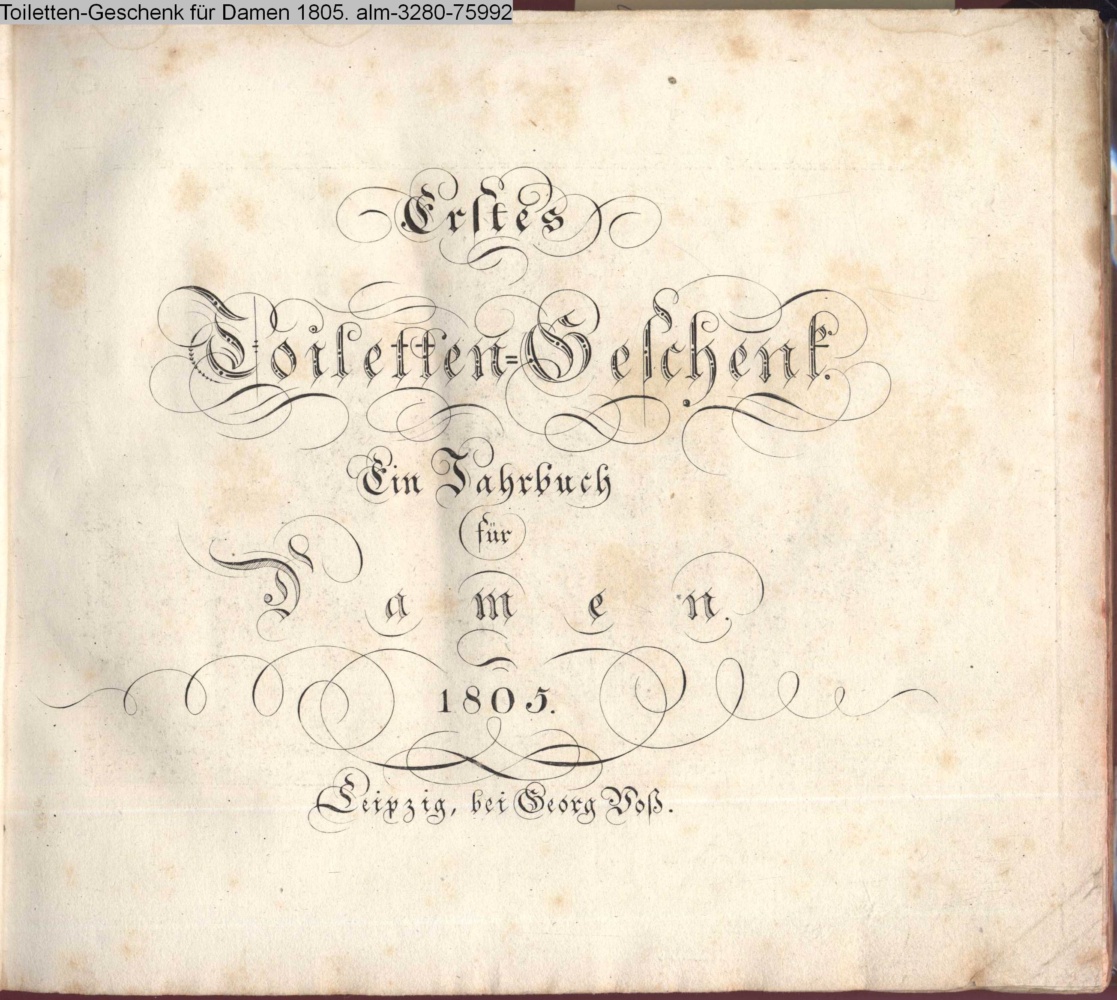 Toiletten-Geschenk für Damen 1805. alm-3280-75992
Erstes
Toiletten=Geschenk.
Ein Jahrbuch
für
Damen.
1805.
Leipzig, bei Georg Voß.